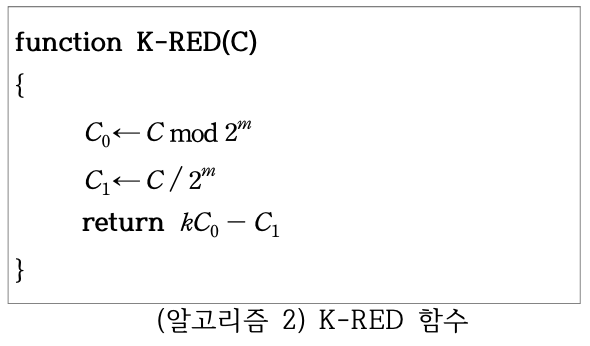 function K-RED(C)
{
C₀←C mod 2ᵐ
C₁←C / 2ᵐ
return kC₀ − C₁
}
(알고리즘 2) K-RED 함수